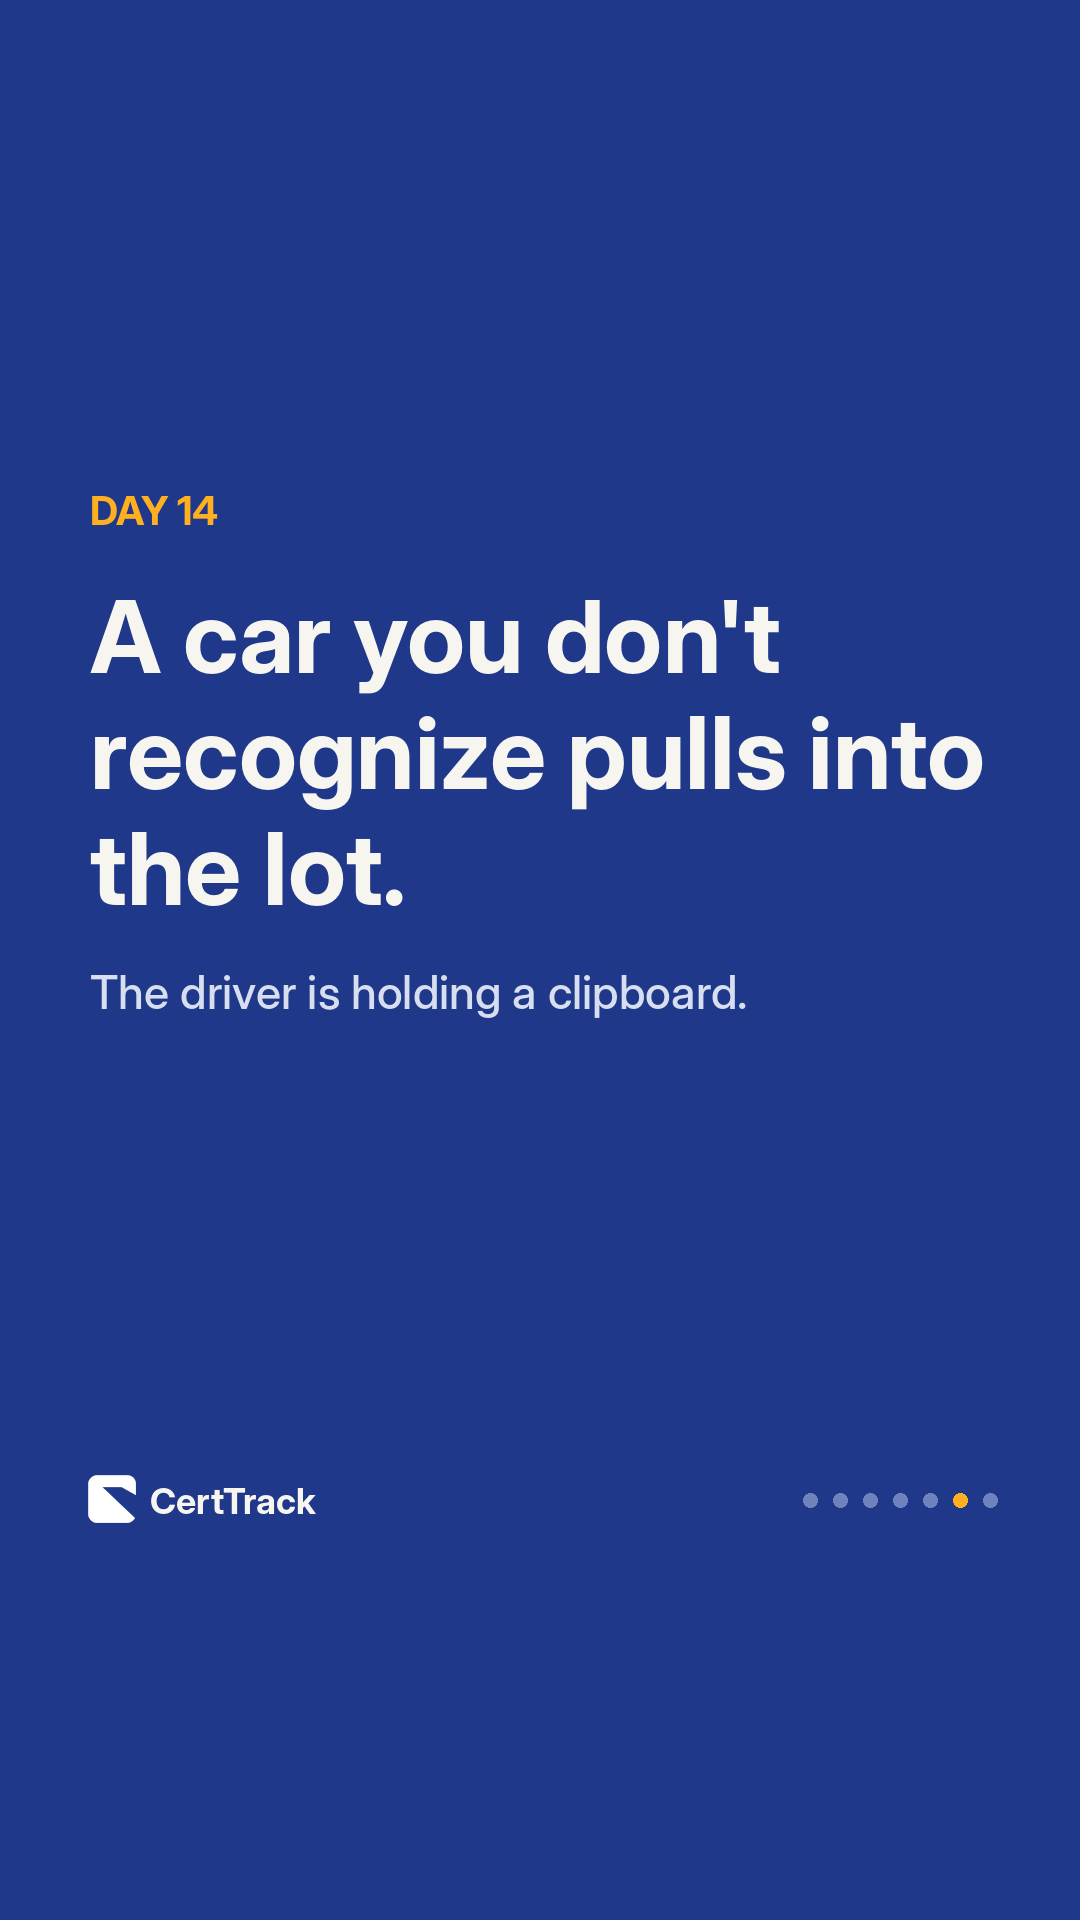 DAY 14
A car you don't
recognize pulls into
the lot.
The driver is holding a clipboard.
CertTrack